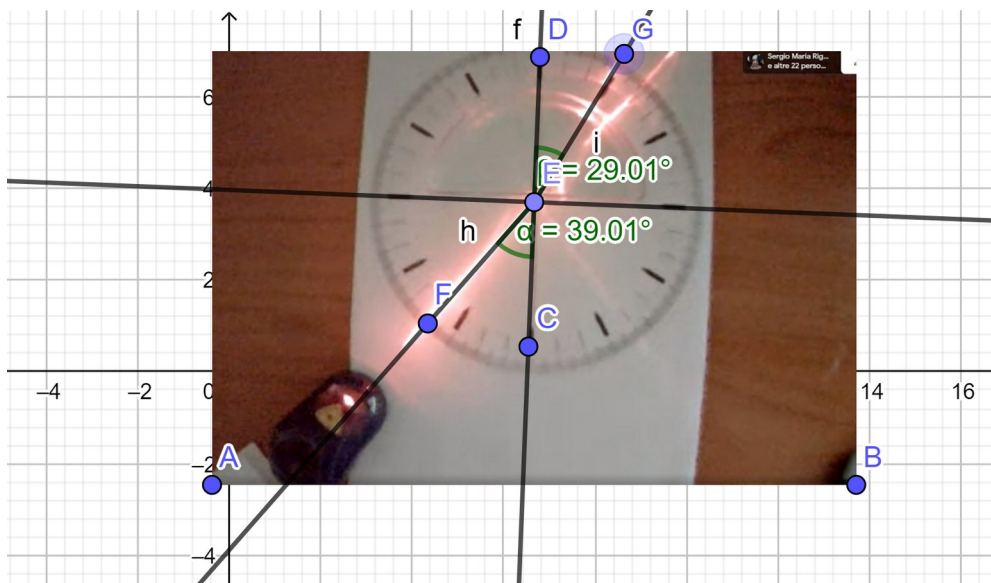 f D G
Sergio Maria Rig...
e altre 22 perso...
6
i
E = 29.01°
4
h α = 39.01°
2
F
C
−4 −2 0 14 16
−2 A B
−4